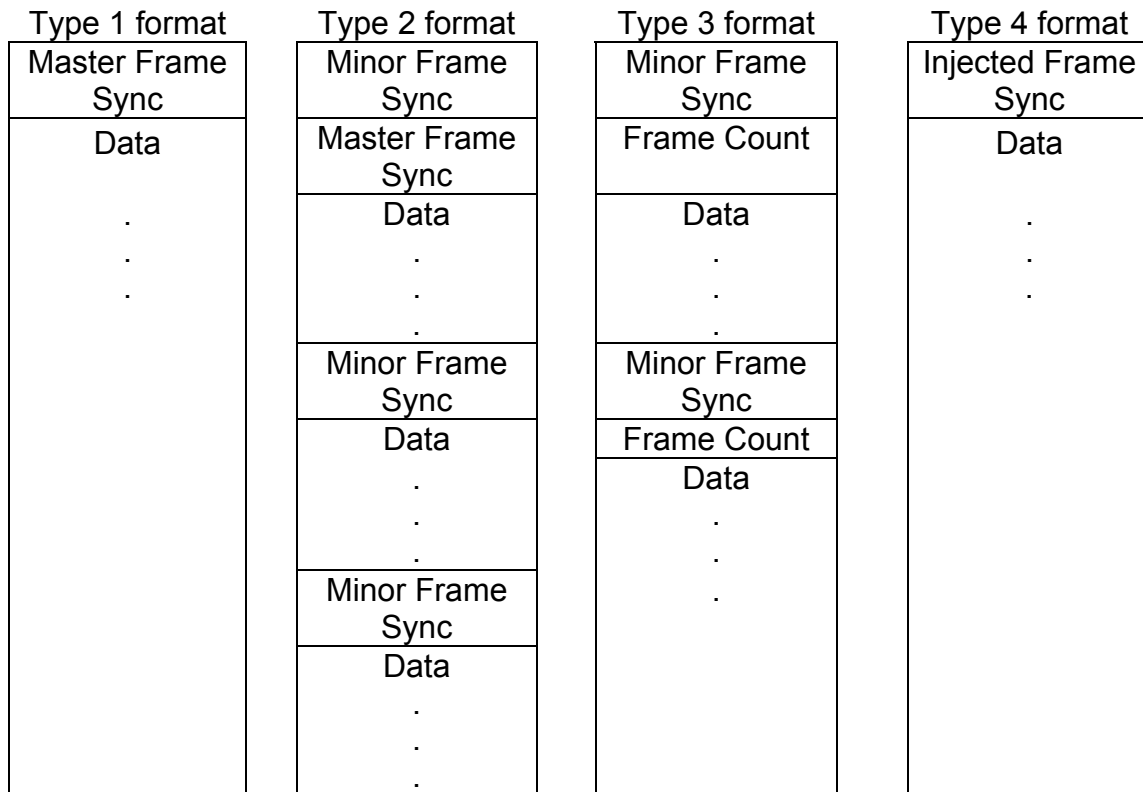 Type 1 format
Master Frame
Sync
Data
.
.
.
Type 2 format
Minor Frame
Sync
Master Frame
Sync
Data
.
.
.
Minor Frame
Sync
Data
.
.
.
Minor Frame
Sync
Data
.
.
.
Type 3 format
Minor Frame
Sync
Frame Count
Data
.
.
.
Minor Frame
Sync
Frame Count
Data
.
.
.
Type 4 format
Injected Frame
Sync
Data
.
.
.